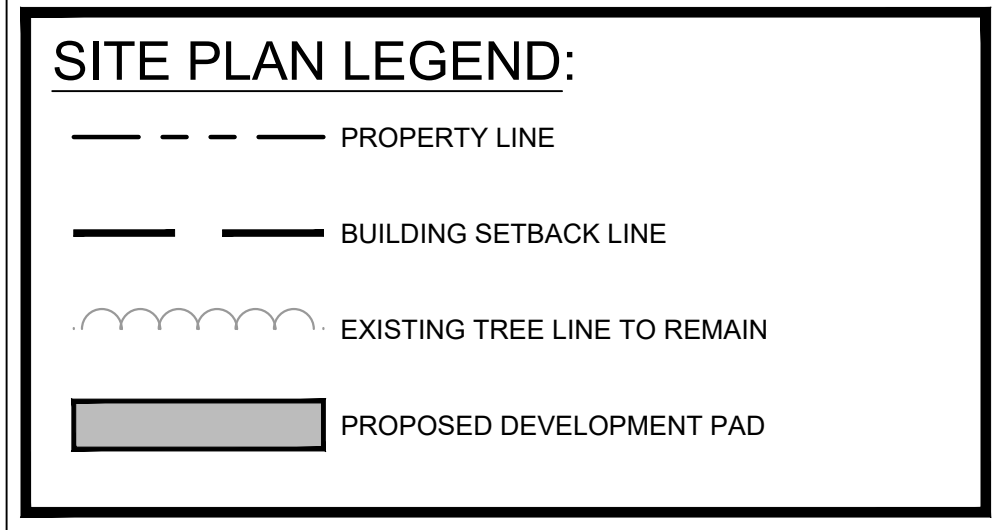 SITE PLAN LEGEND:
PROPERTY LINE
BUILDING SETBACK LINE
EXISTING TREE LINE TO REMAIN
PROPOSED DEVELOPMENT PAD